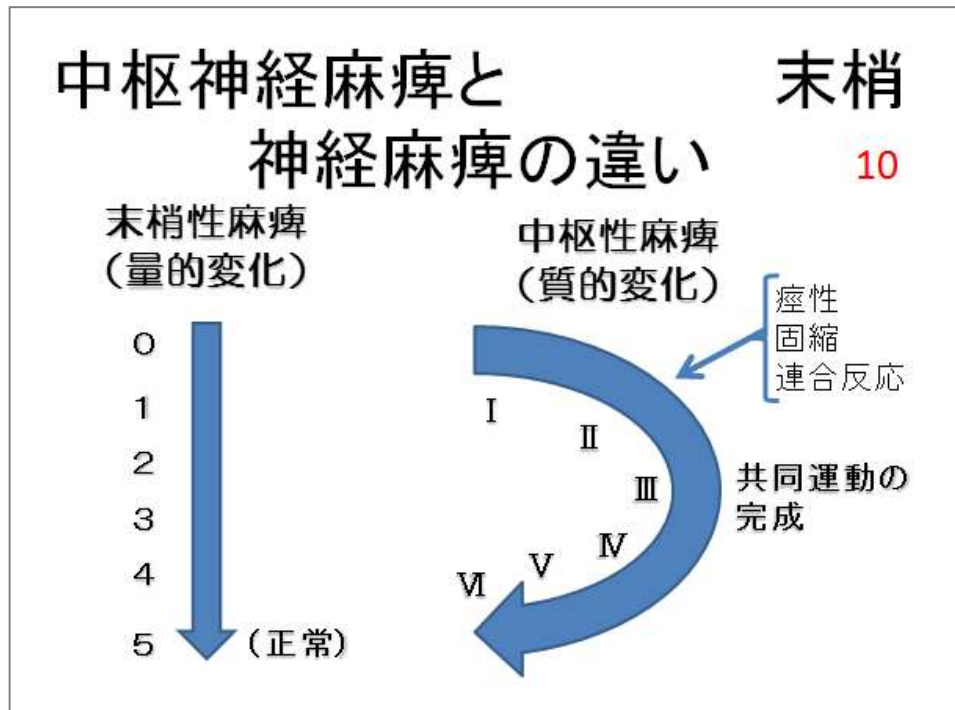 中枢神経麻痺と 末梢
神経麻痺の違い
10
末梢性麻痺
（量的変化）
0
1
2
3
4
5
（正常）
中枢性麻痺
（質的変化）
痙性
固縮
連合反応
Ⅰ
Ⅱ
Ⅲ
Ⅳ
Ⅴ
Ⅵ
共同運動の
完成